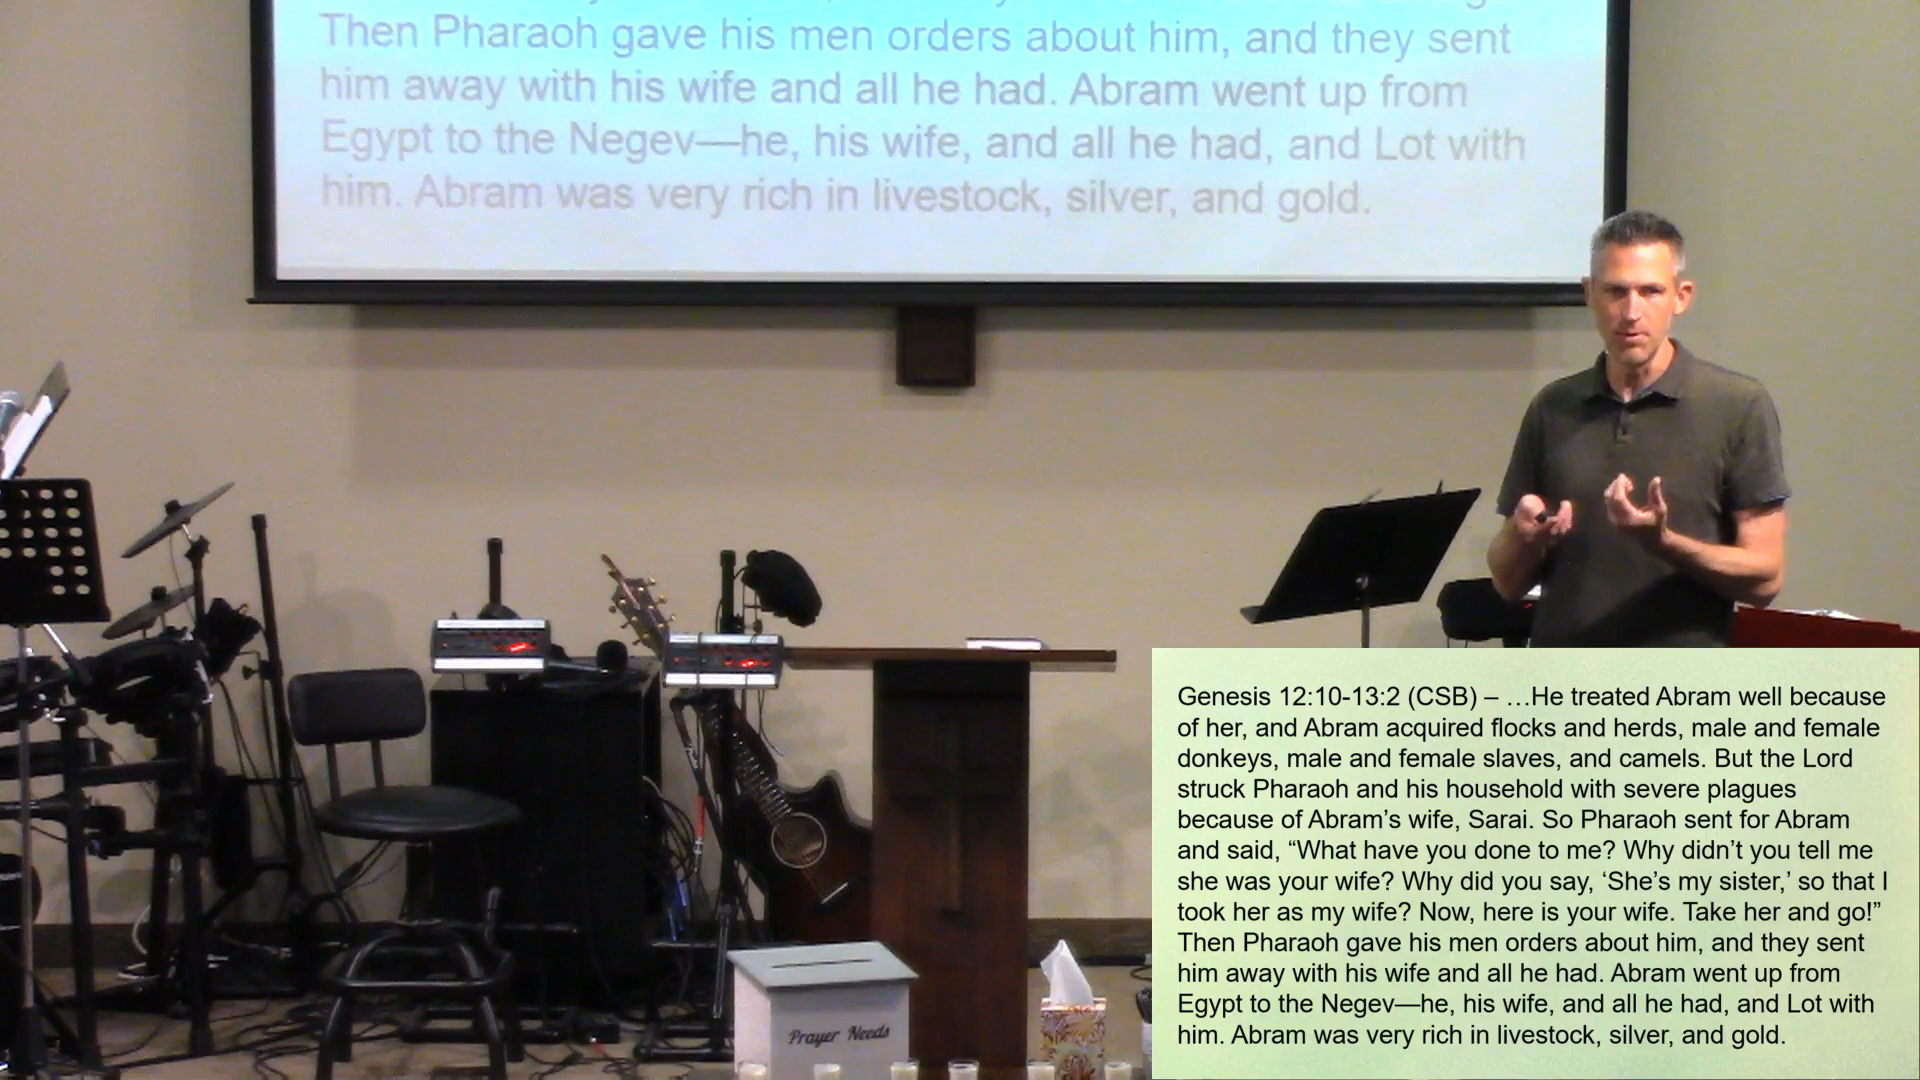 Then Pharaoh gave his men orders about him, and they sent
him away with his wife and all he had. Abram went up from
Egypt to the Negev—he, his wife, and all he had, and Lot with
him. Abram was very rich in livestock, silver, and gold.
Prayer Needs
Genesis 12:10-13:2 (CSB) – …He treated Abram well because
of her, and Abram acquired flocks and herds, male and female
donkeys, male and female slaves, and camels. But the Lord
struck Pharaoh and his household with severe plagues
because of Abram’s wife, Sarai. So Pharaoh sent for Abram
and said, “What have you done to me? Why didn’t you tell me
she was your wife? Why did you say, ‘She’s my sister,’ so that I
took her as my wife? Now, here is your wife. Take her and go!”
Then Pharaoh gave his men orders about him, and they sent
him away with his wife and all he had. Abram went up from
Egypt to the Negev—he, his wife, and all he had, and Lot with
him. Abram was very rich in livestock, silver, and gold.